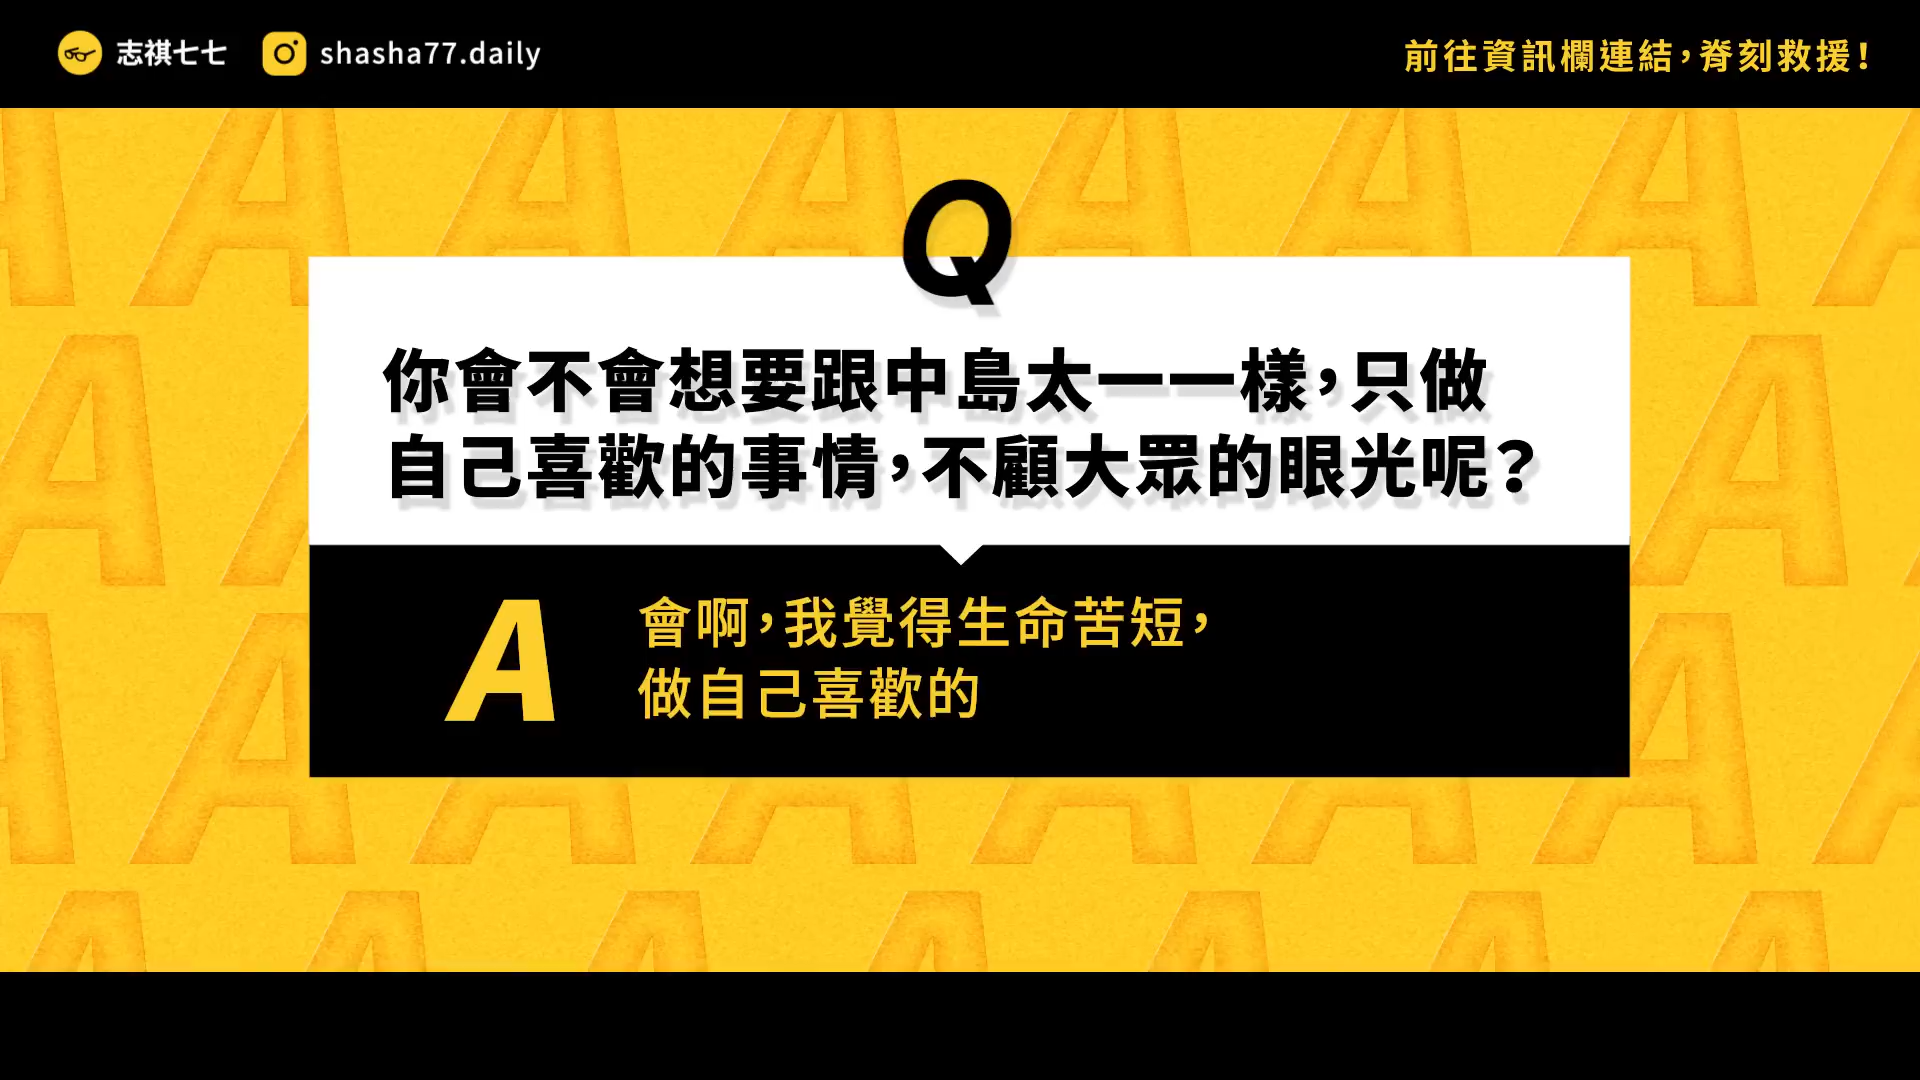 志祺七七
shasha77.daily
前往資訊欄連結，脊刻救援！
Q
你會不會想要跟中島太一一樣，只做
自己喜歡的事情，不顧大眾的眼光呢？
A
會啊，我覺得生命苦短，
做自己喜歡的